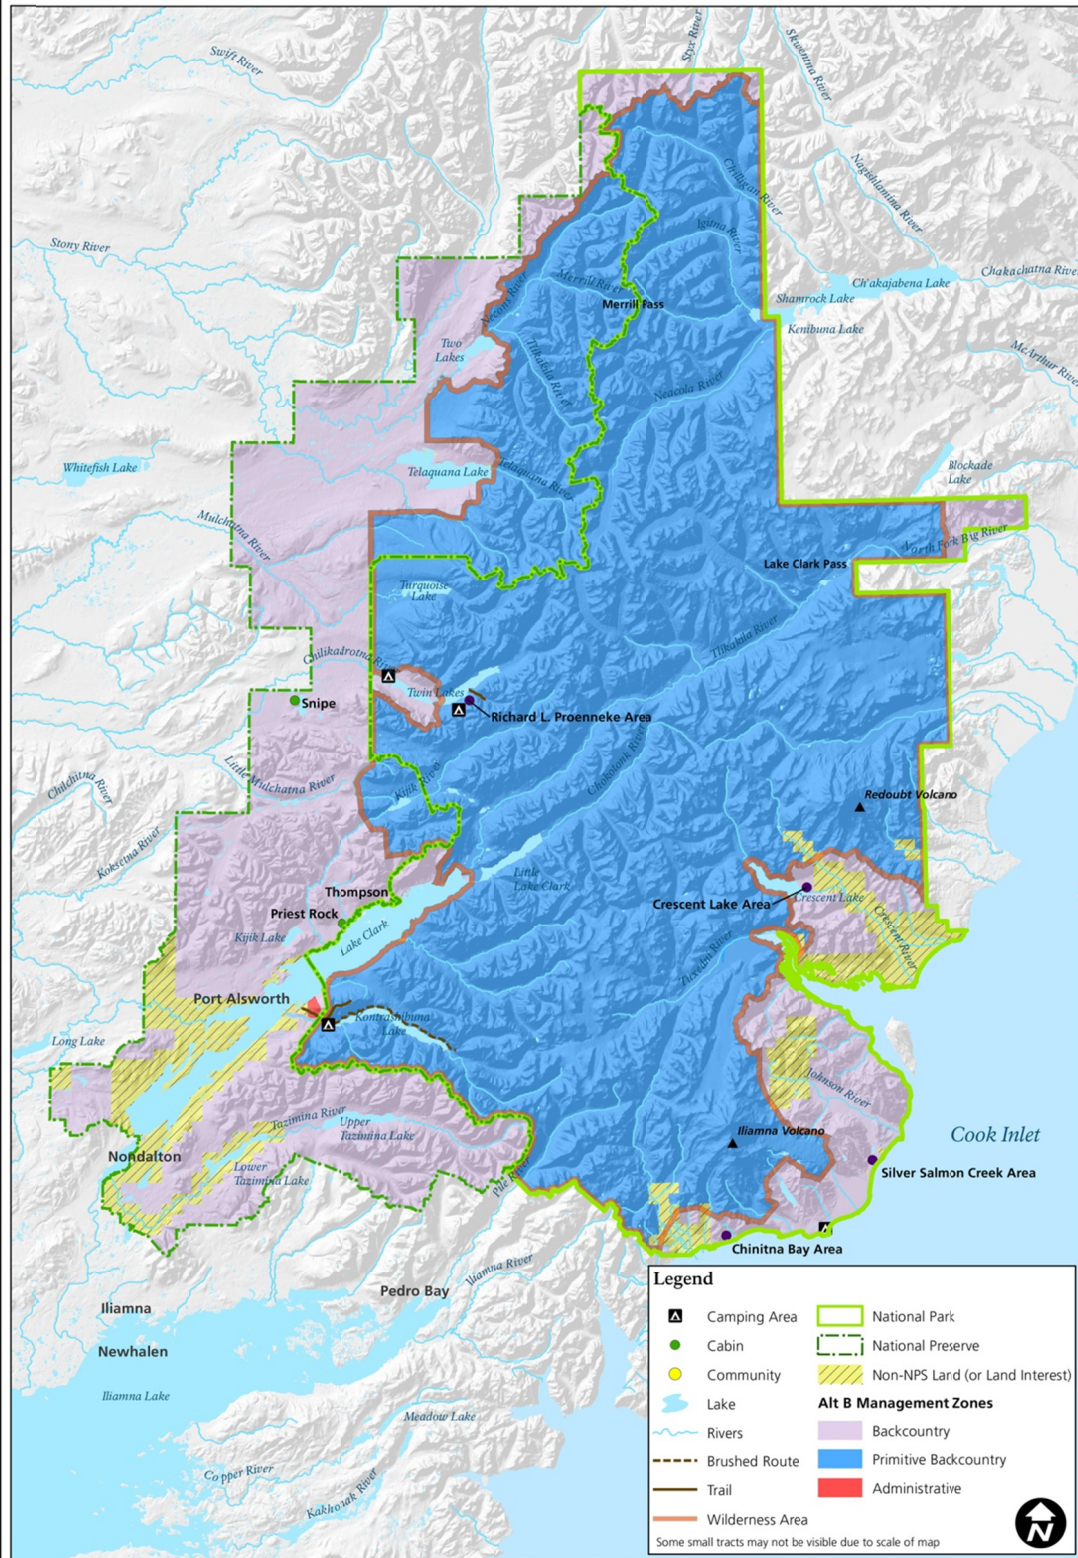 Swift River
Styx River
Skwentna River
Nagishlamina River
Chilligan River
Igitna River
Stony River
Chakachatna River
Ch'akajabena Lake
Shamrock Lake
Merrill River
Merrill Pass
Necons River
Kenibuna Lake
McArthur River
Two
Lakes
Tlikakila River
Neacola River
Whitefish Lake
Telaquana Lake
Telaquana River
Blockade
Lake
Mulchatna River
North Fork Big River
Lake Clark Pass
Turquoise
Lake
Tlikakila River
Chilikadrotna River
Twin Lakes
Snipe
Richard L. Proenneke Area
Chokotonk River
Little Mulchatna River
Chilchitna River
Kijik River
Redoubt Volcano
Koksetna River
Little
Lake Clark
Thompson
Crescent Lake
Crescent Lake Area
Priest Rock
Crescent River
Kijik Lake
Lake Clark
Tuxedni River
Port Alsworth
Kontrashibuna
Lake
Long Lake
Johnson River
Tazimina River
Upper
Tazimina Lake
Iliamna Volcano
Cook Inlet
Nondalton
Lower
Tazimina Lake
Silver Salmon Creek Area
Pile River
Chinitna Bay Area
Iliamna River
Pedro Bay
Iliamna
Newhalen
Iliamna Lake
Meadow Lake
Copper River
Kakhonak River
Legend
Camping Area
Cabin
Community
Lake
Rivers
Brushed Route
Trail
Wilderness Area
National Park
National Preserve
Non-NPS Land (or Land Interest)
Alt B Management Zones
Backcountry
Primitive Backcountry
Administrative
Some small tracts may not be visible due to scale of map
N